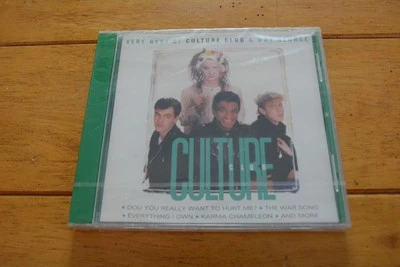 VERY BEST OF CULTURE CLUB & BOY GEORGE
CULTURE
• DOU YOU REALLY WANT TO HURT ME? • THE WAR SONG
• EVERYTHING I OWN • KARMA CHAMELEON • AND MORE